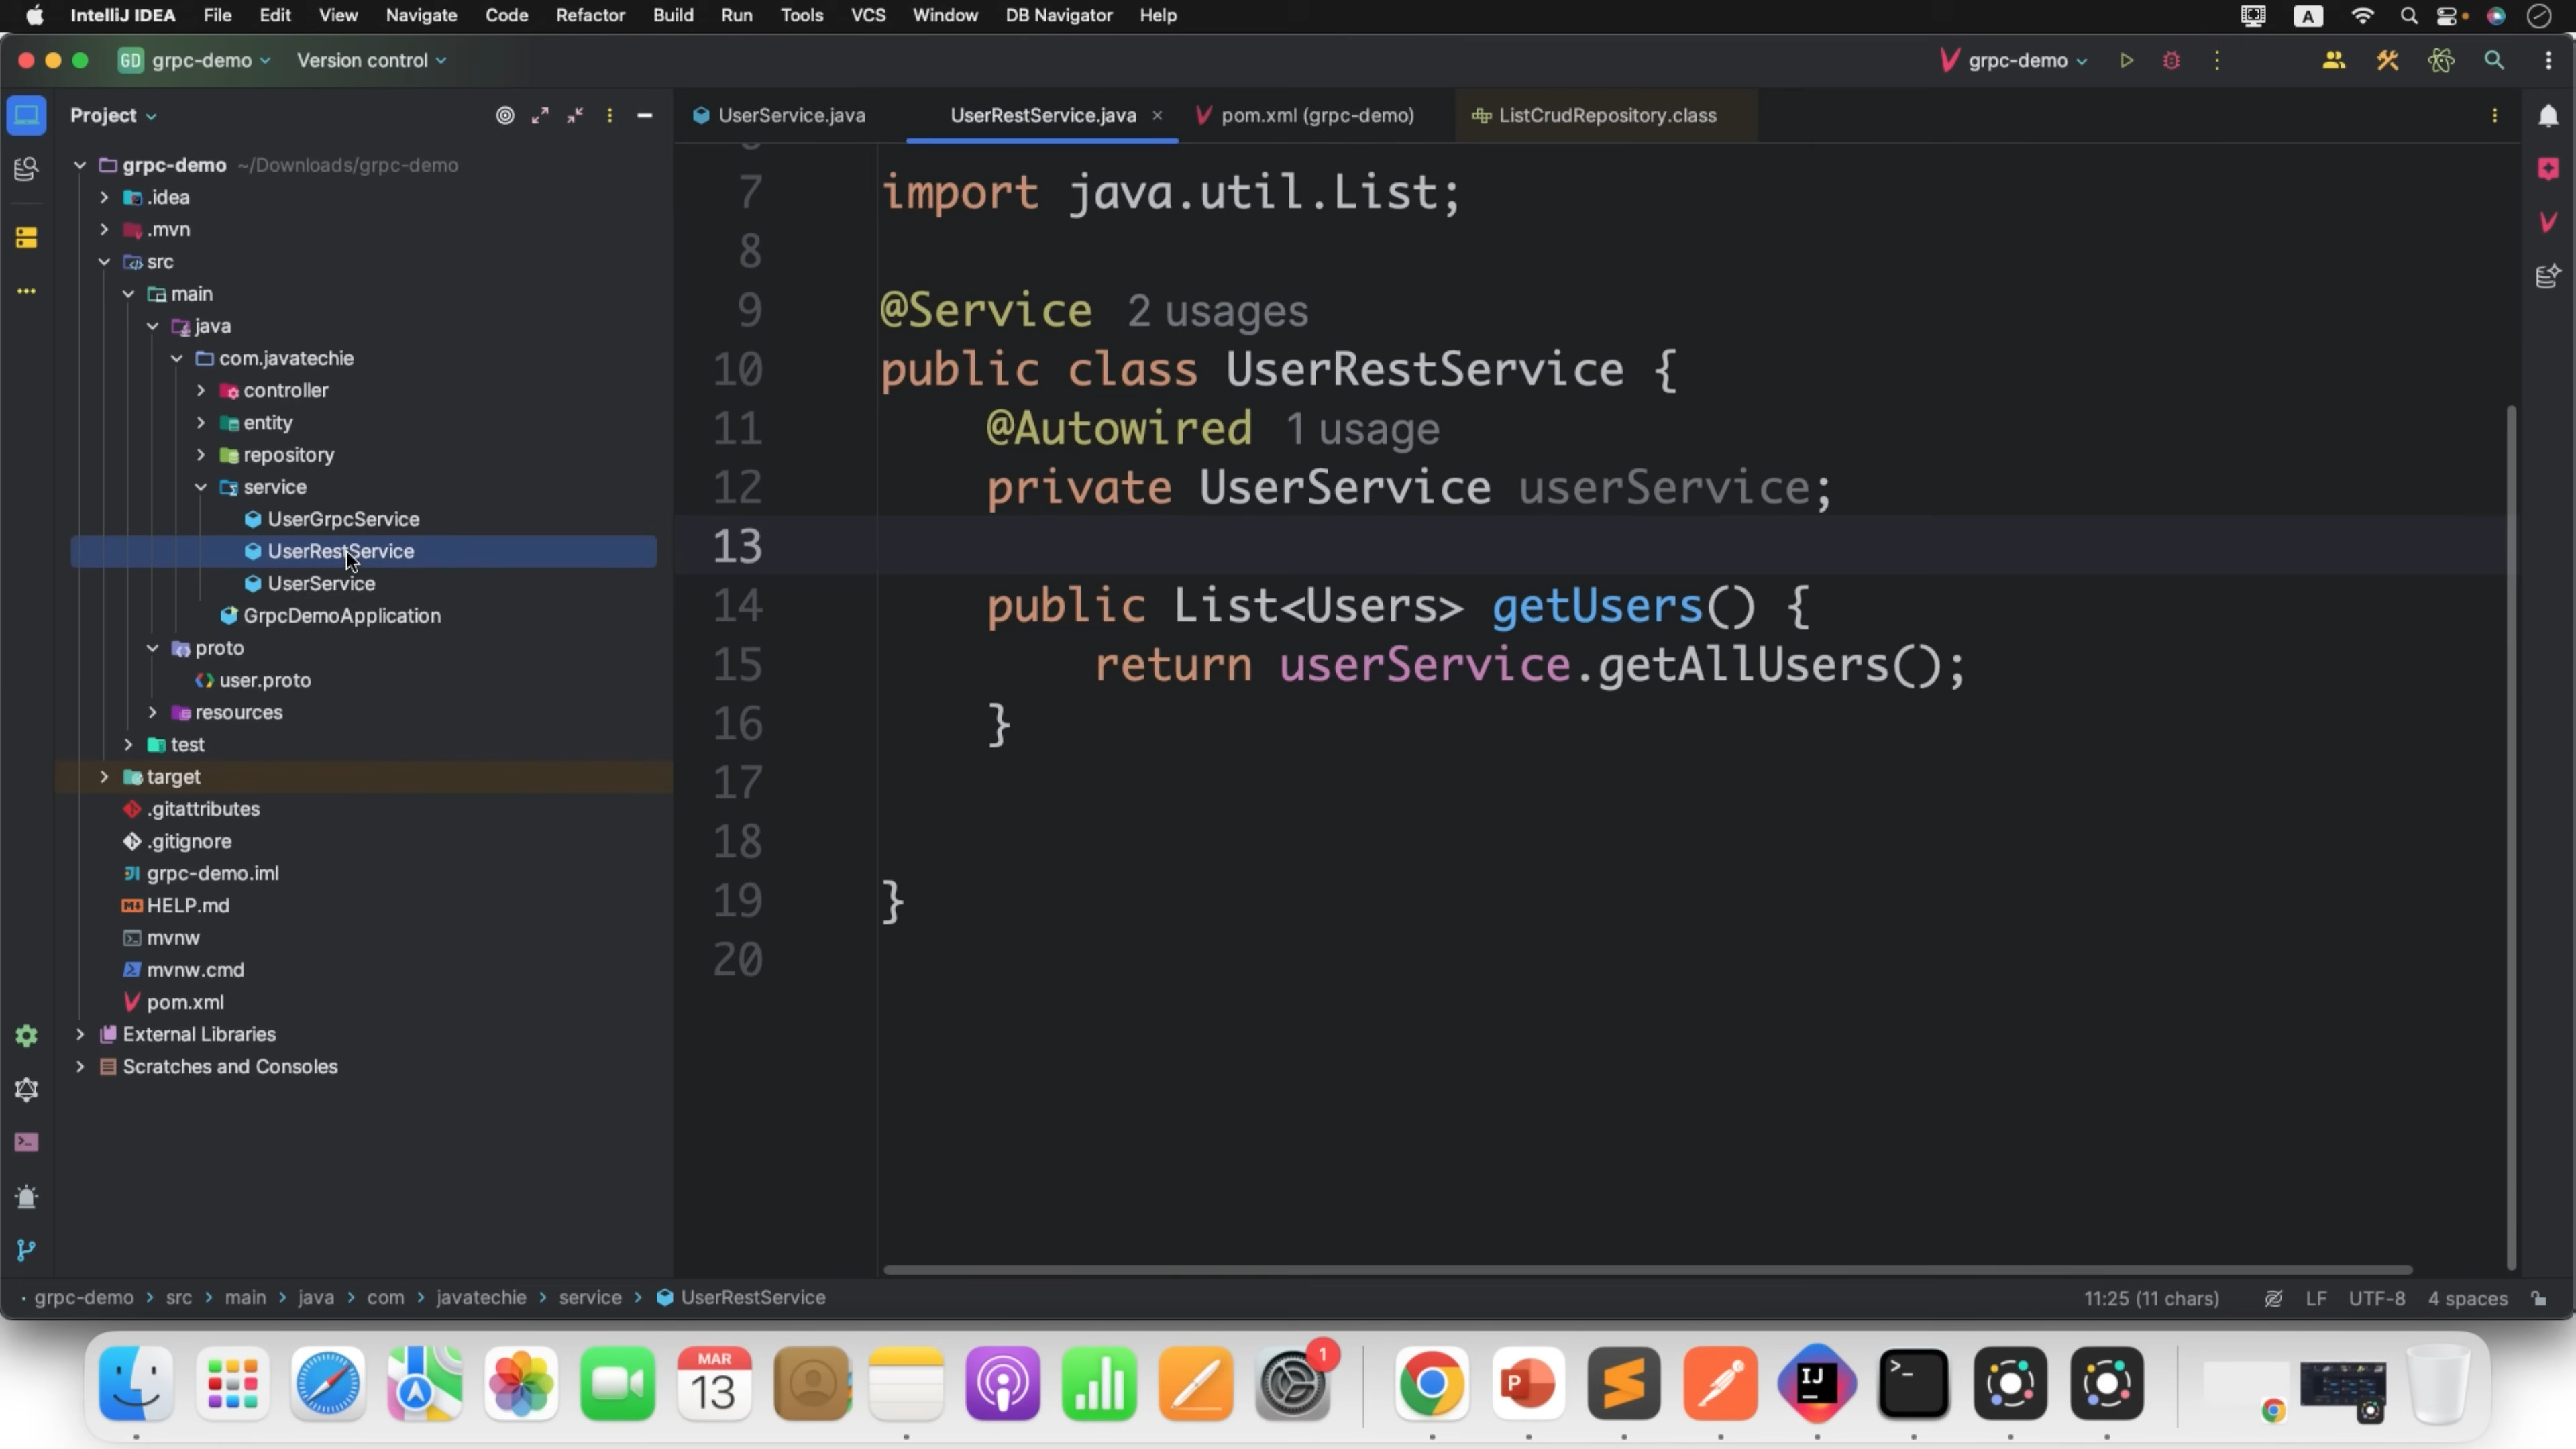 IntelliJ IDEA File Edit View Navigate Code Refactor Build Run Tools VCS Window DB Navigator Help A
GD grpc-demo Version control grpc-demo
Project
UserService.java UserRestService.java pom.xml (grpc-demo) ListCrudRepository.class
grpc-demo ~/Downloads/grpc-demo
.idea
.mvn
src
main
java
com.javatechie
controller
entity
repository
service
UserGrpcService
UserRestService
UserService
GrpcDemoApplication
proto
user.proto
resources
test
target
.gitattributes
.gitignore
grpc-demo.iml
HELP.md
mvnw
mvnw.cmd
pom.xml
External Libraries
Scratches and Consoles
7 import java.util.List;
8
9 @Service 2 usages
10 public class UserRestService {
11 @Autowired 1 usage
12 private UserService userService;
13
14 public List<Users> getUsers() {
15 return userService.getAllUsers();
16 }
17
18
19 }
20
grpc-demo > src > main > java > com > javatechie > service > UserRestService 11:25 (11 chars) LF UTF-8 4 spaces
MAR
13
1
P
IJ